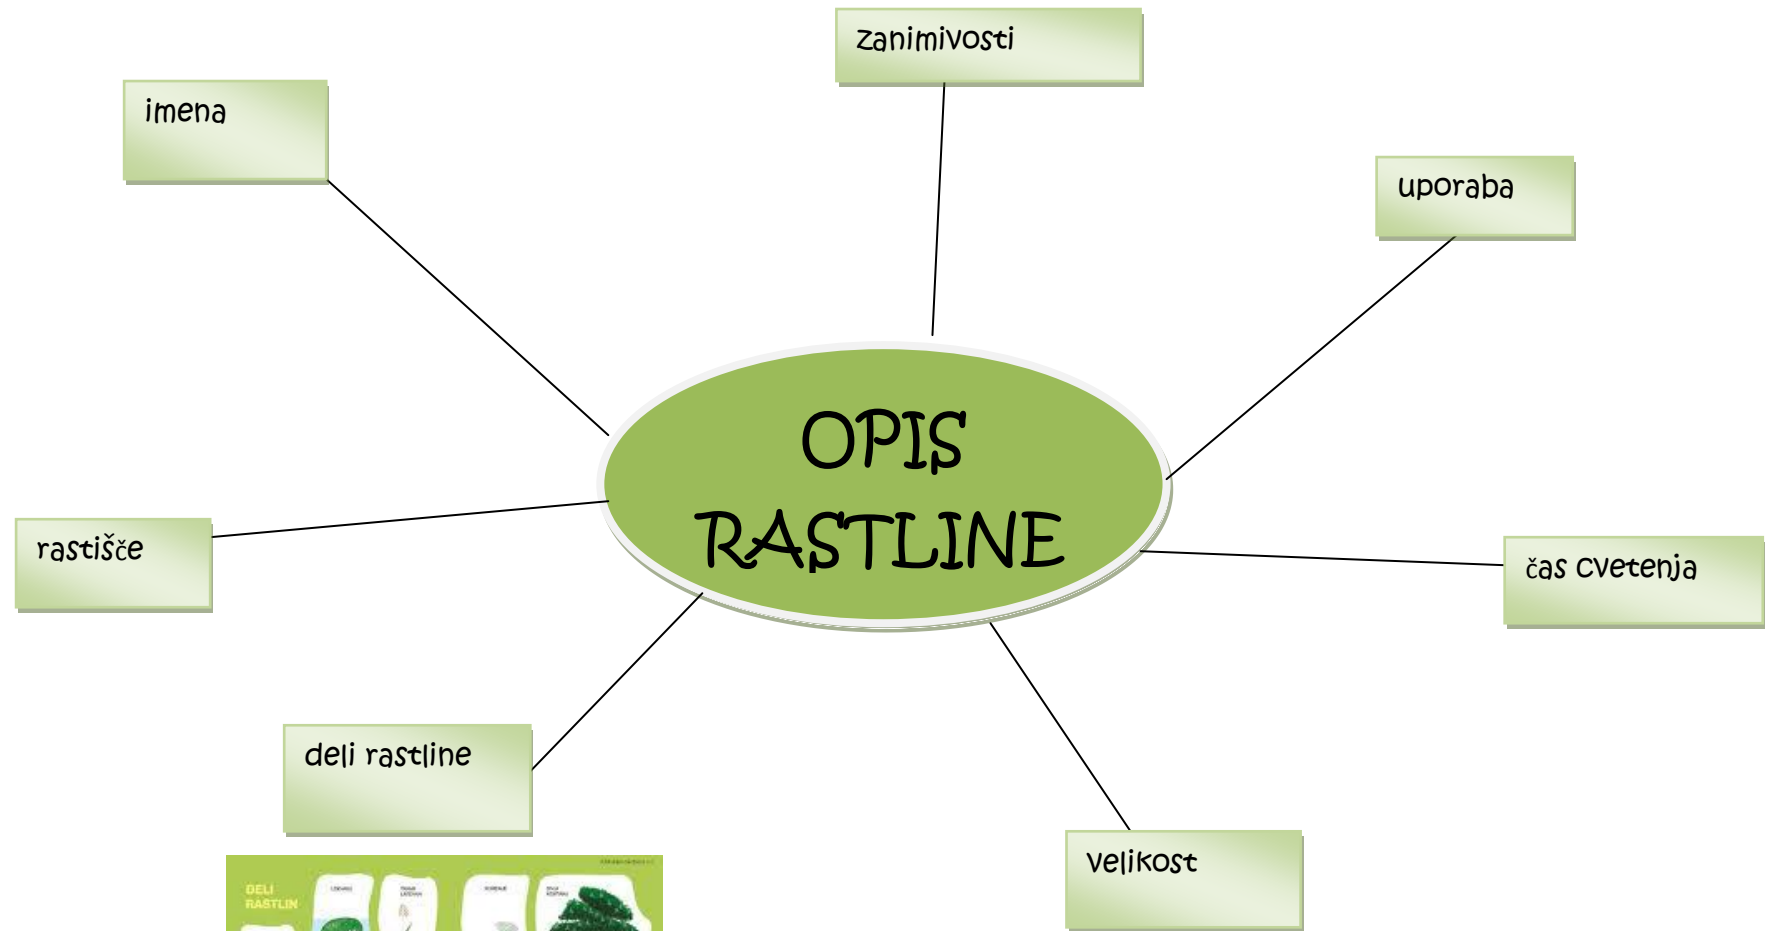 zanimivosti
imena
uporaba
OPIS
RASTLINE
rastišče
čas cvetenja
deli rastline
velikost
DELI
RASTLIN